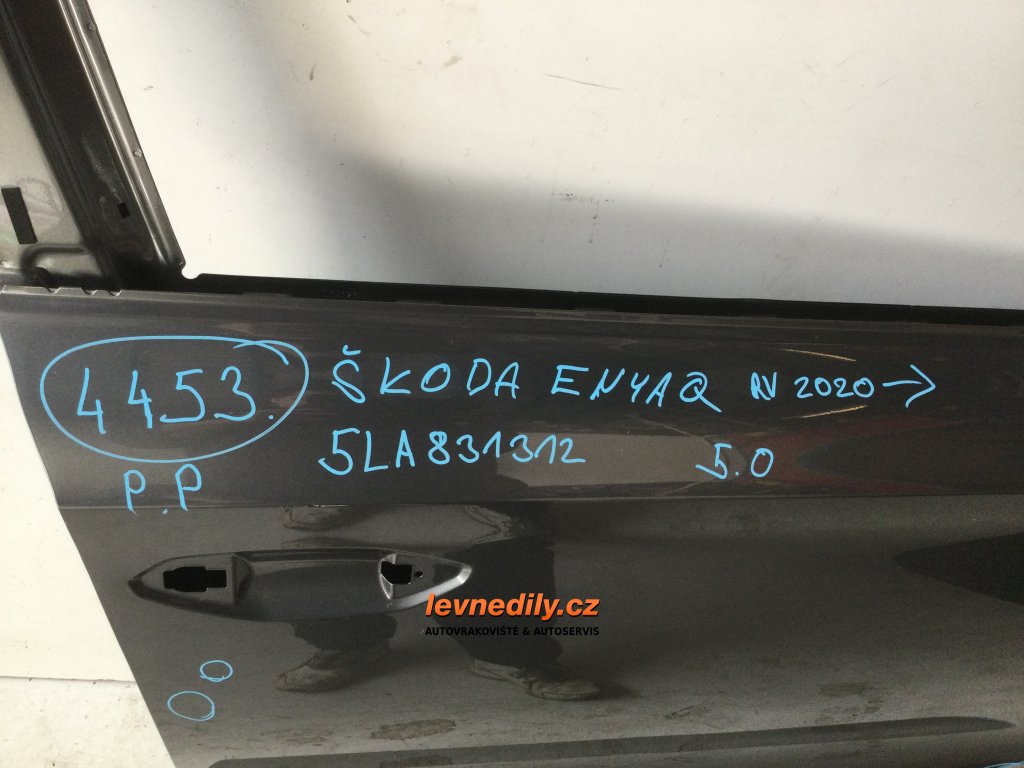 4453. ŠKODA ENYAQ RV 2020→
5LA831312 5.0
P.P
levnedily.cz
AUTOVRAKOVIŠTĚ & AUTOSERVIS